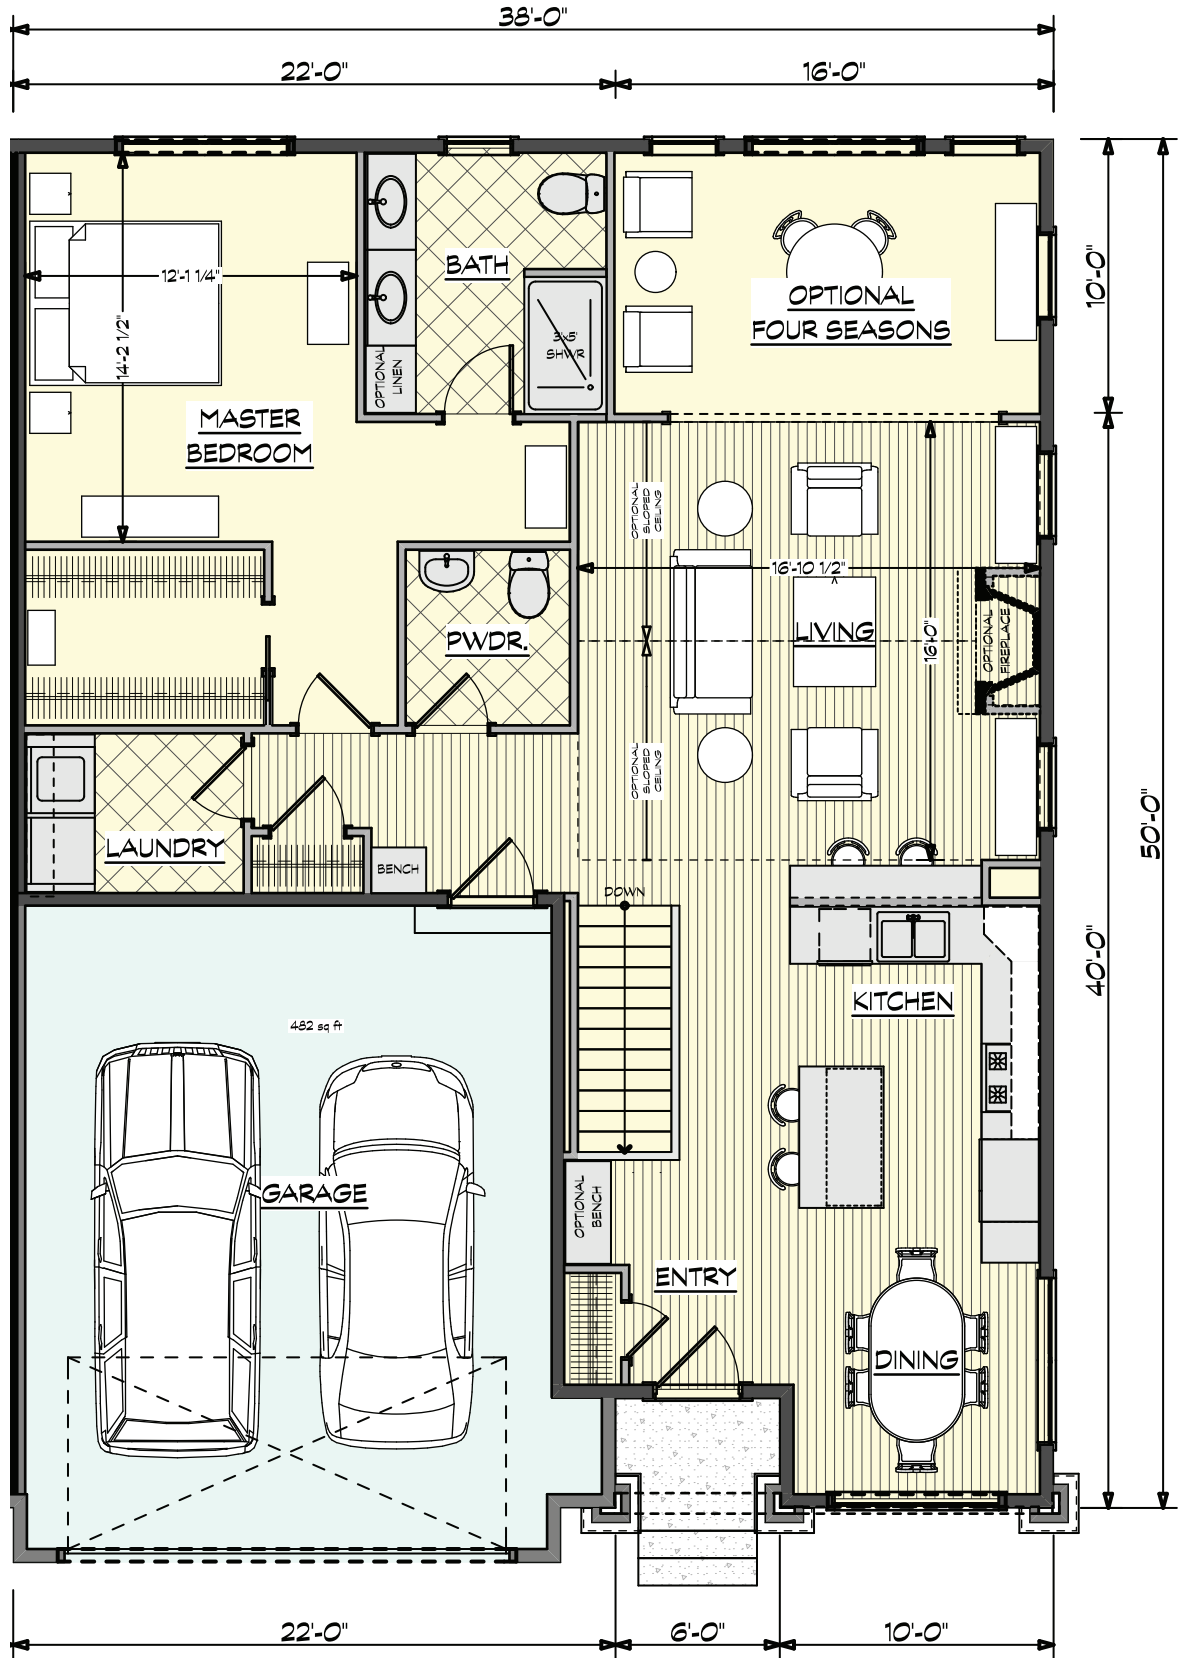 38'-0"
22'-0"
16'-0"
BATH
12'-1 1/4"
14'-2 1/2"
OPTIONAL
FOUR SEASONS
10'-0"
3'x5'
SHWR
OPTIONAL
LINEN
MASTER
BEDROOM
OPTIONAL
SLOPED
CEILING
16'-10 1/2"
PWDR.
LIVING
16'-0"
OPTIONAL
FIREPLACE
OPTIONAL
SLOPED
CEILING
50'-0"
LAUNDRY
BENCH
DOWN
40'-0"
KITCHEN
482 sq ft
GARAGE
OPTIONAL
BENCH
ENTRY
DINING
22'-0"
6'-0"
10'-0"